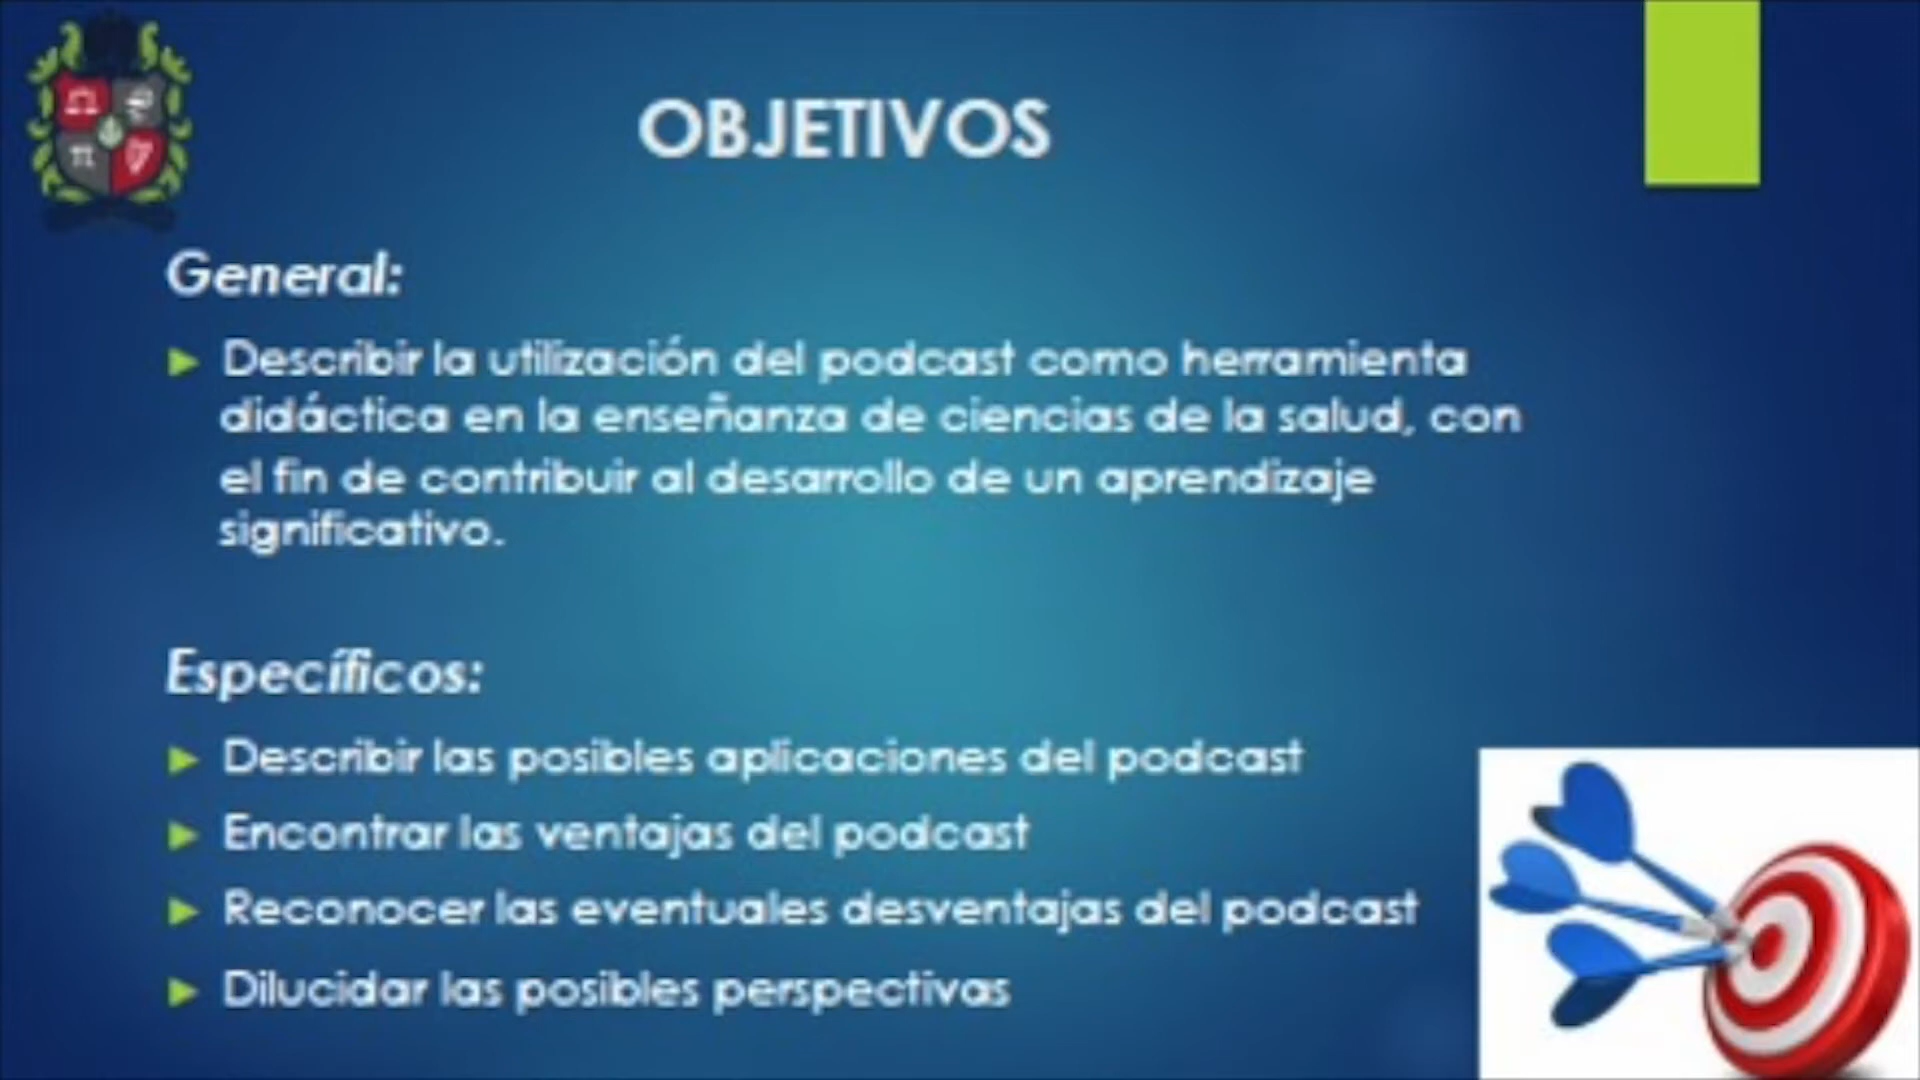 OBJETIVOS
General:
Describir la utilización del podcast como herramienta
didáctica en la enseñanza de ciencias de la salud, con
el fin de contribuir al desarrollo de un aprendizaje
significativo.
Específicos:
Describir las posibles aplicaciones del podcast
Encontrar las ventajas del podcast
Reconocer las eventuales desventajas del podcast
Dilucidar las posibles perspectivas